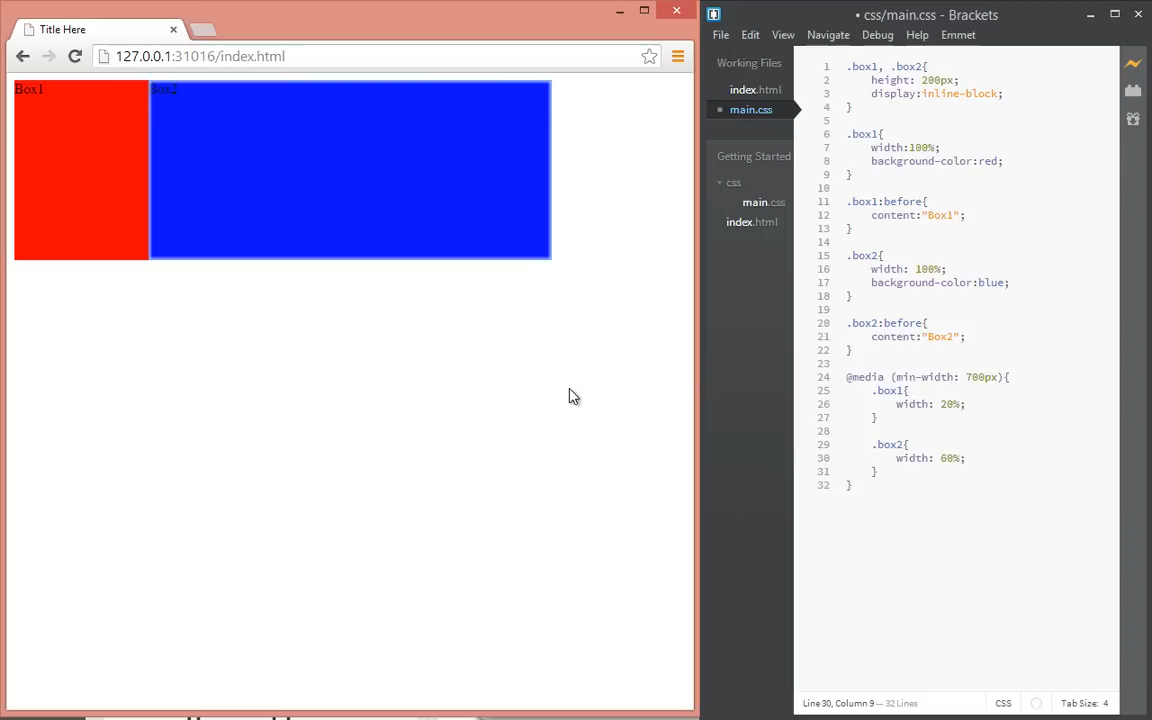 Title Here
127.0.0.1:31016/index.html
Box1
Box2
• css/main.css - Brackets
File Edit View Navigate Debug Help Emmet
Working Files
index.html
main.css
Getting Started
css
main.css
index.html
1 .box1, .box2{
2 height: 200px;
3 display:inline-block;
4 }
5
6 .box1{
7 width:100%;
8 background-color:red;
9 }
10
11 .box1:before{
12 content:"Box1";
13 }
14
15 .box2{
16 width: 100%;
17 background-color:blue;
18 }
19
20 .box2:before{
21 content:"Box2";
22 }
23
24 @media (min-width: 700px){
25 .box1{
26 width: 20%;
27 }
28
29 .box2{
30 width: 60%;
31 }
32 }
Line 30, Column 9 — 32 Lines
CSS
Tab Size: 4